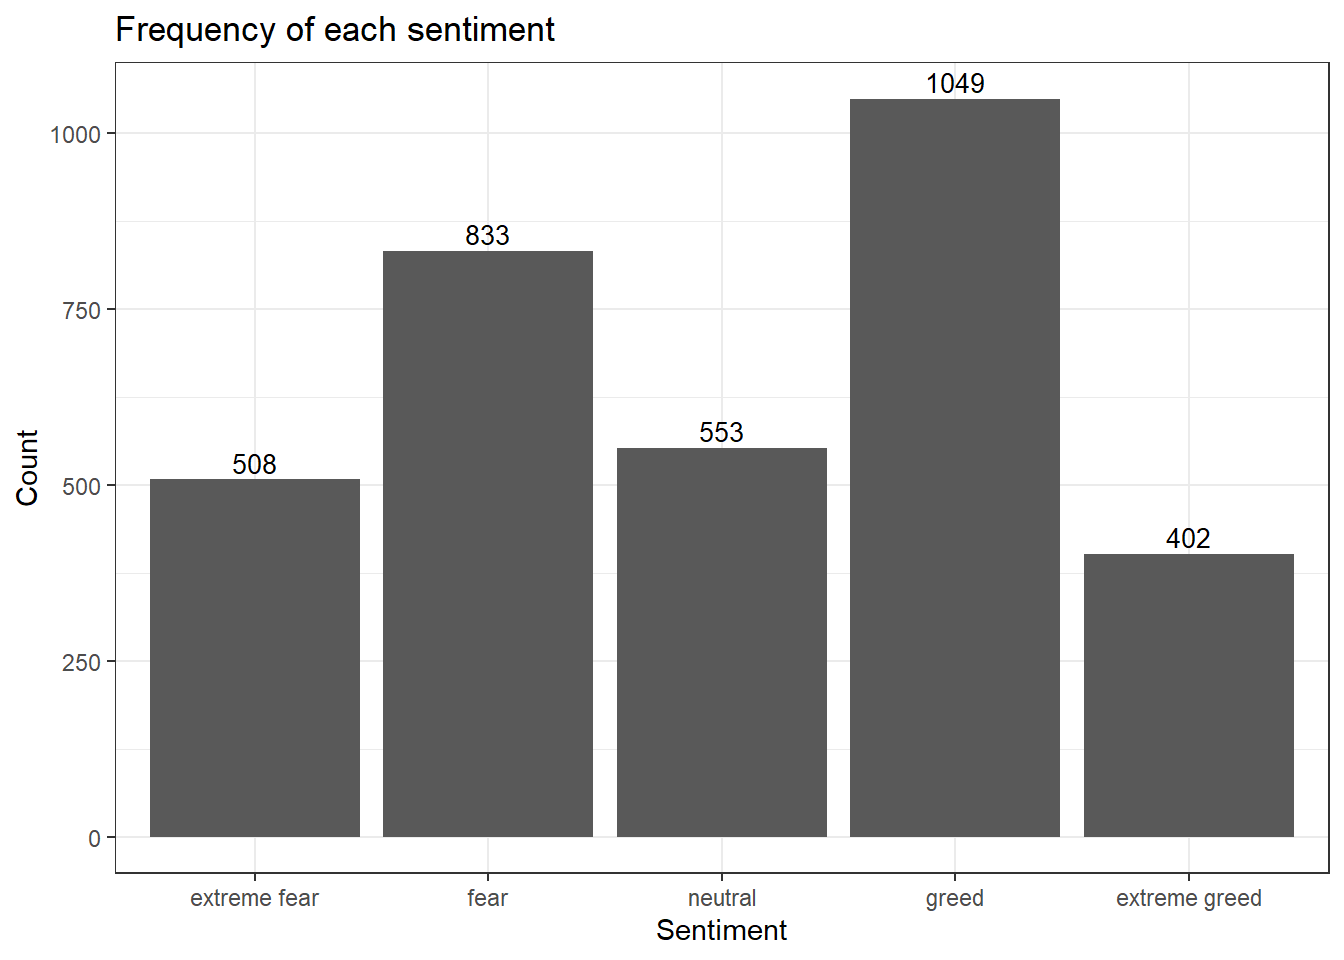 Frequency of each sentiment
1049
1000
833
750
553
508
500
402
250
0
Count
extreme fear fear neutral greed extreme greed
Sentiment